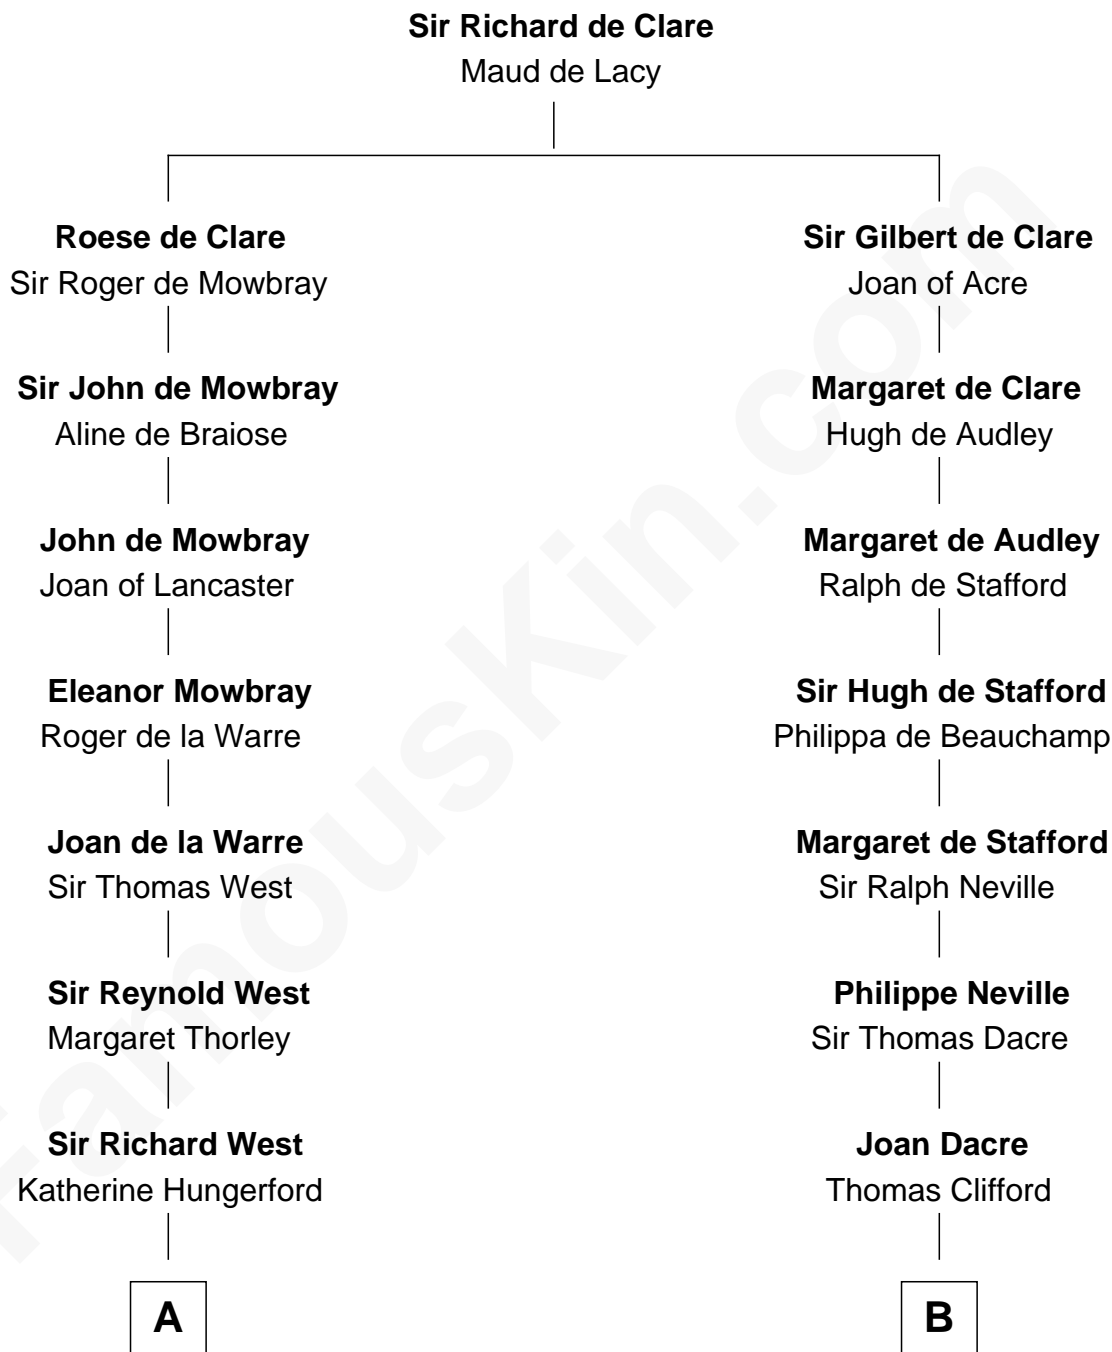 Sir Richard de Clare
Maud de Lacy
Roese de Clare
Sir Roger de Mowbray
Sir Gilbert de Clare
Joan of Acre
Sir John de Mowbray
Aline de Braiose
Margaret de Clare
Hugh de Audley
John de Mowbray
Joan of Lancaster
Margaret de Audley
Ralph de Stafford
Eleanor Mowbray
Roger de la Warre
Sir Hugh de Stafford
Philippa de Beauchamp
Joan de la Warre
Sir Thomas West
Margaret de Stafford
Sir Ralph Neville
Sir Reynold West
Margaret Thorley
Philippe Neville
Sir Thomas Dacre
Sir Richard West
Katherine Hungerford
Joan Dacre
Thomas Clifford
A
B
FamousKin.com